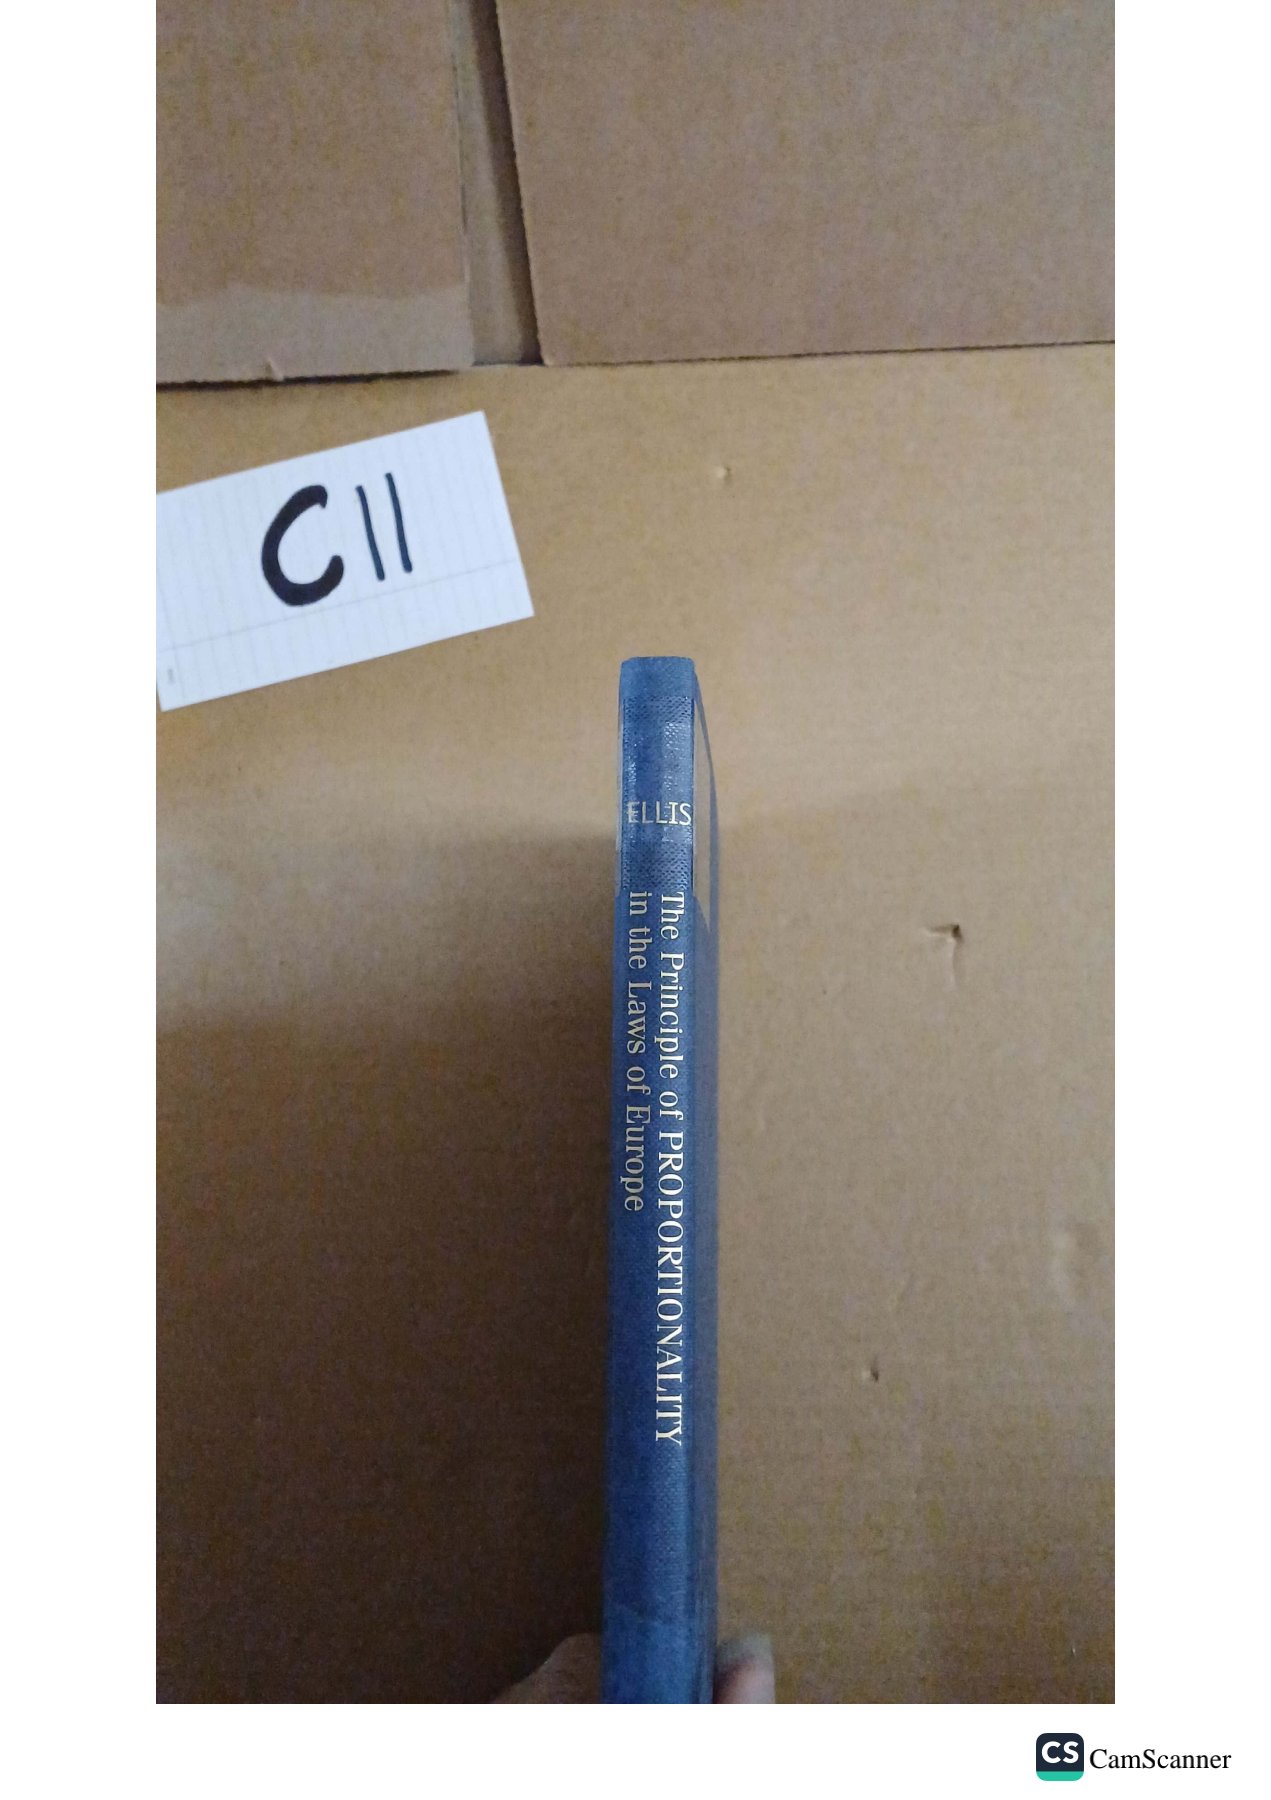 C11
ELLIS
The Principle of PROPORTIONALITY
in the Laws of Europe
CS CamScanner